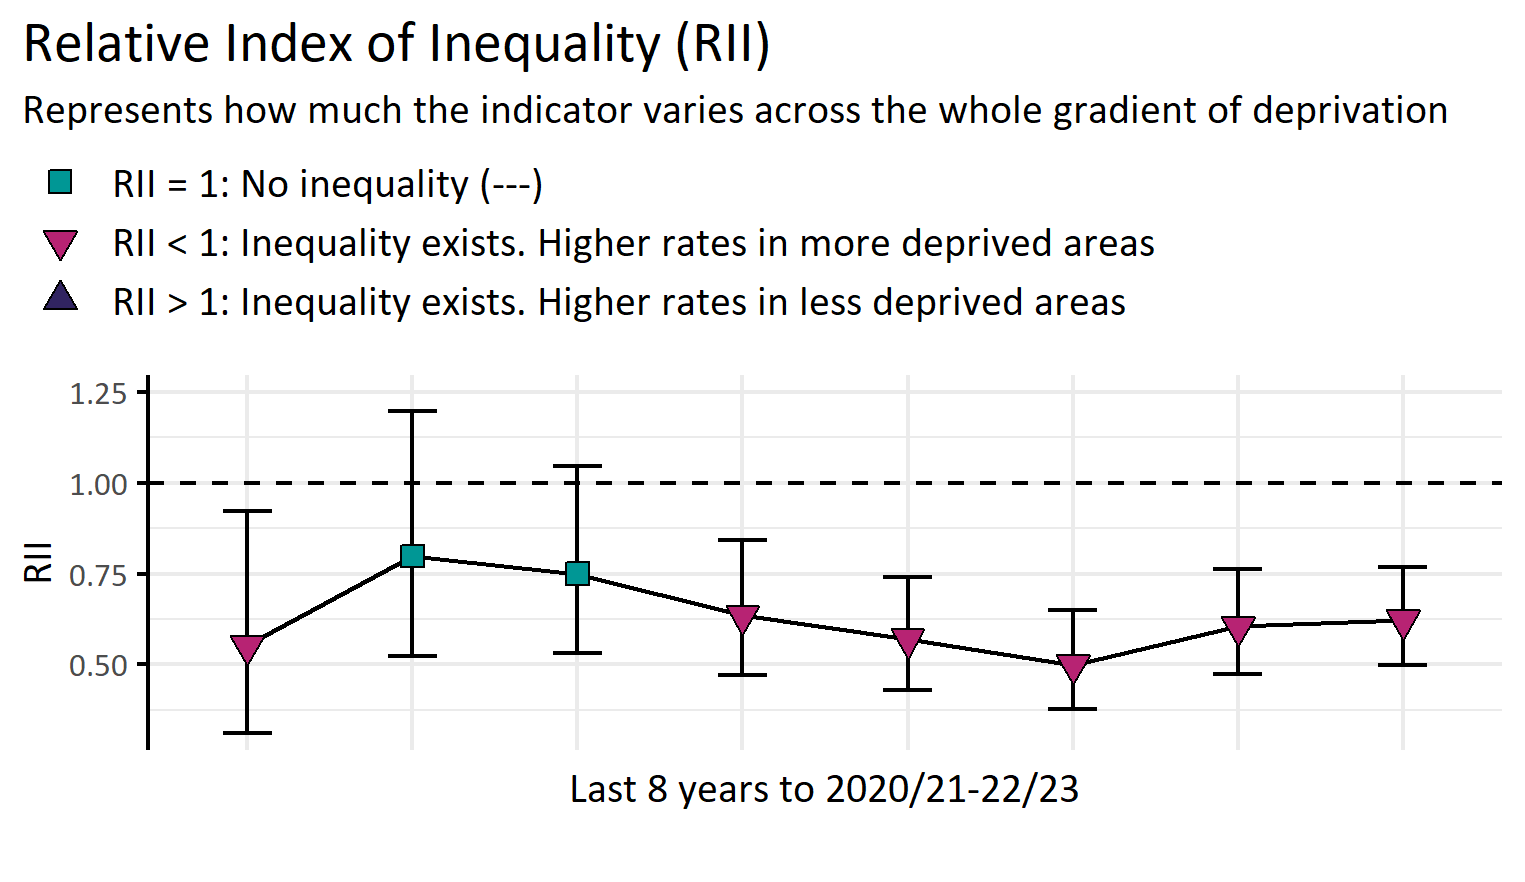 Relative Index of Inequality (RII)
Represents how much the indicator varies across the whole gradient of deprivation
RII = 1: No inequality (---)
RII < 1: Inequality exists. Higher rates in more deprived areas
RII > 1: Inequality exists. Higher rates in less deprived areas
1.25
1.00
0.75
0.50
RII
Last 8 years to 2020/21-22/23